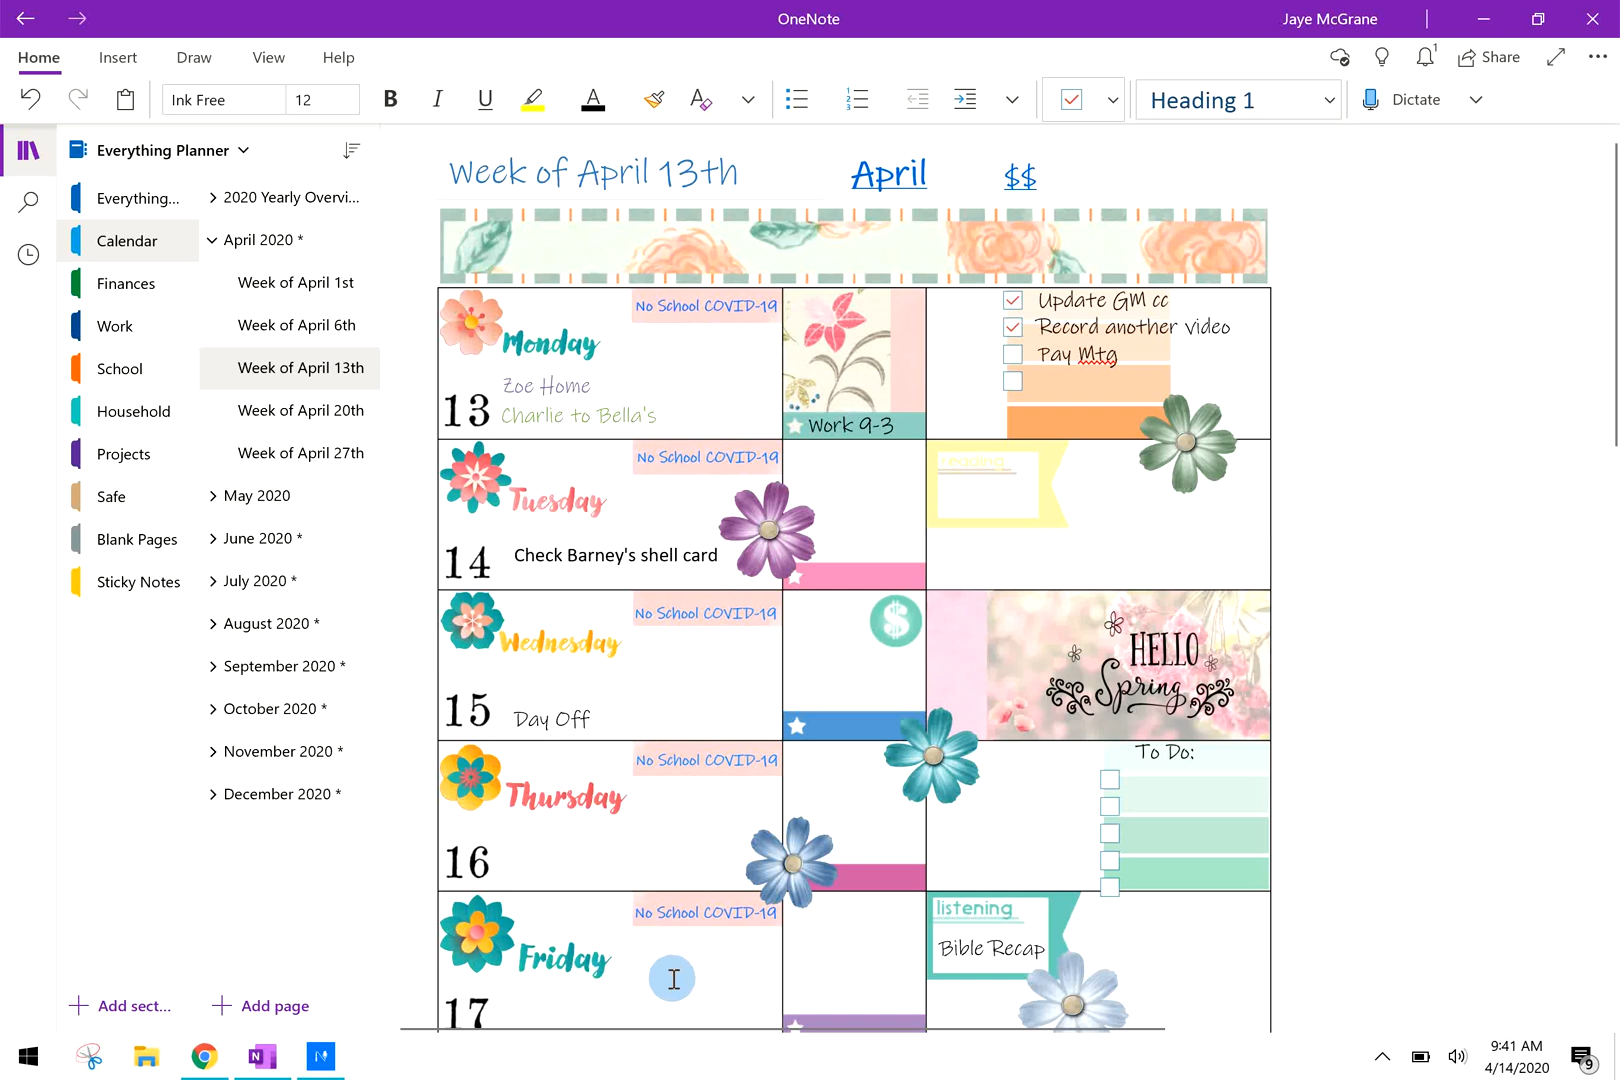 OneNote
Jaye McGrane
Home Insert Draw View Help
1
Share
Ink Free 12 B I U A A
Heading 1
Dictate
Everything Planner
Everything...
Calendar
Finances
Work
School
Household
Projects
Safe
Blank Pages
Sticky Notes
2020 Yearly Overvi...
April 2020 *
Week of April 1st
Week of April 6th
Week of April 13th
Week of April 20th
Week of April 27th
May 2020
June 2020 *
July 2020 *
August 2020 *
September 2020 *
October 2020 *
November 2020 *
December 2020 *
Add sect...
Add page
Week of April 13th
April
$$
No School COVID-19
Monday
Zoe Home
13
Charlie to Bella's
Work 9-3
Update GM cc
Record another video
Pay Mtg
No School COVID-19
Tuesday
14
Check Barney's shell card
reading
No School COVID-19
Wednesday
15
Day Off
$
HELLO
Spring
No School COVID-19
Thursday
16
To Do:
No School COVID-19
Friday
17
listening
Bible Recap
N
N
9:41 AM
4/14/2020
9